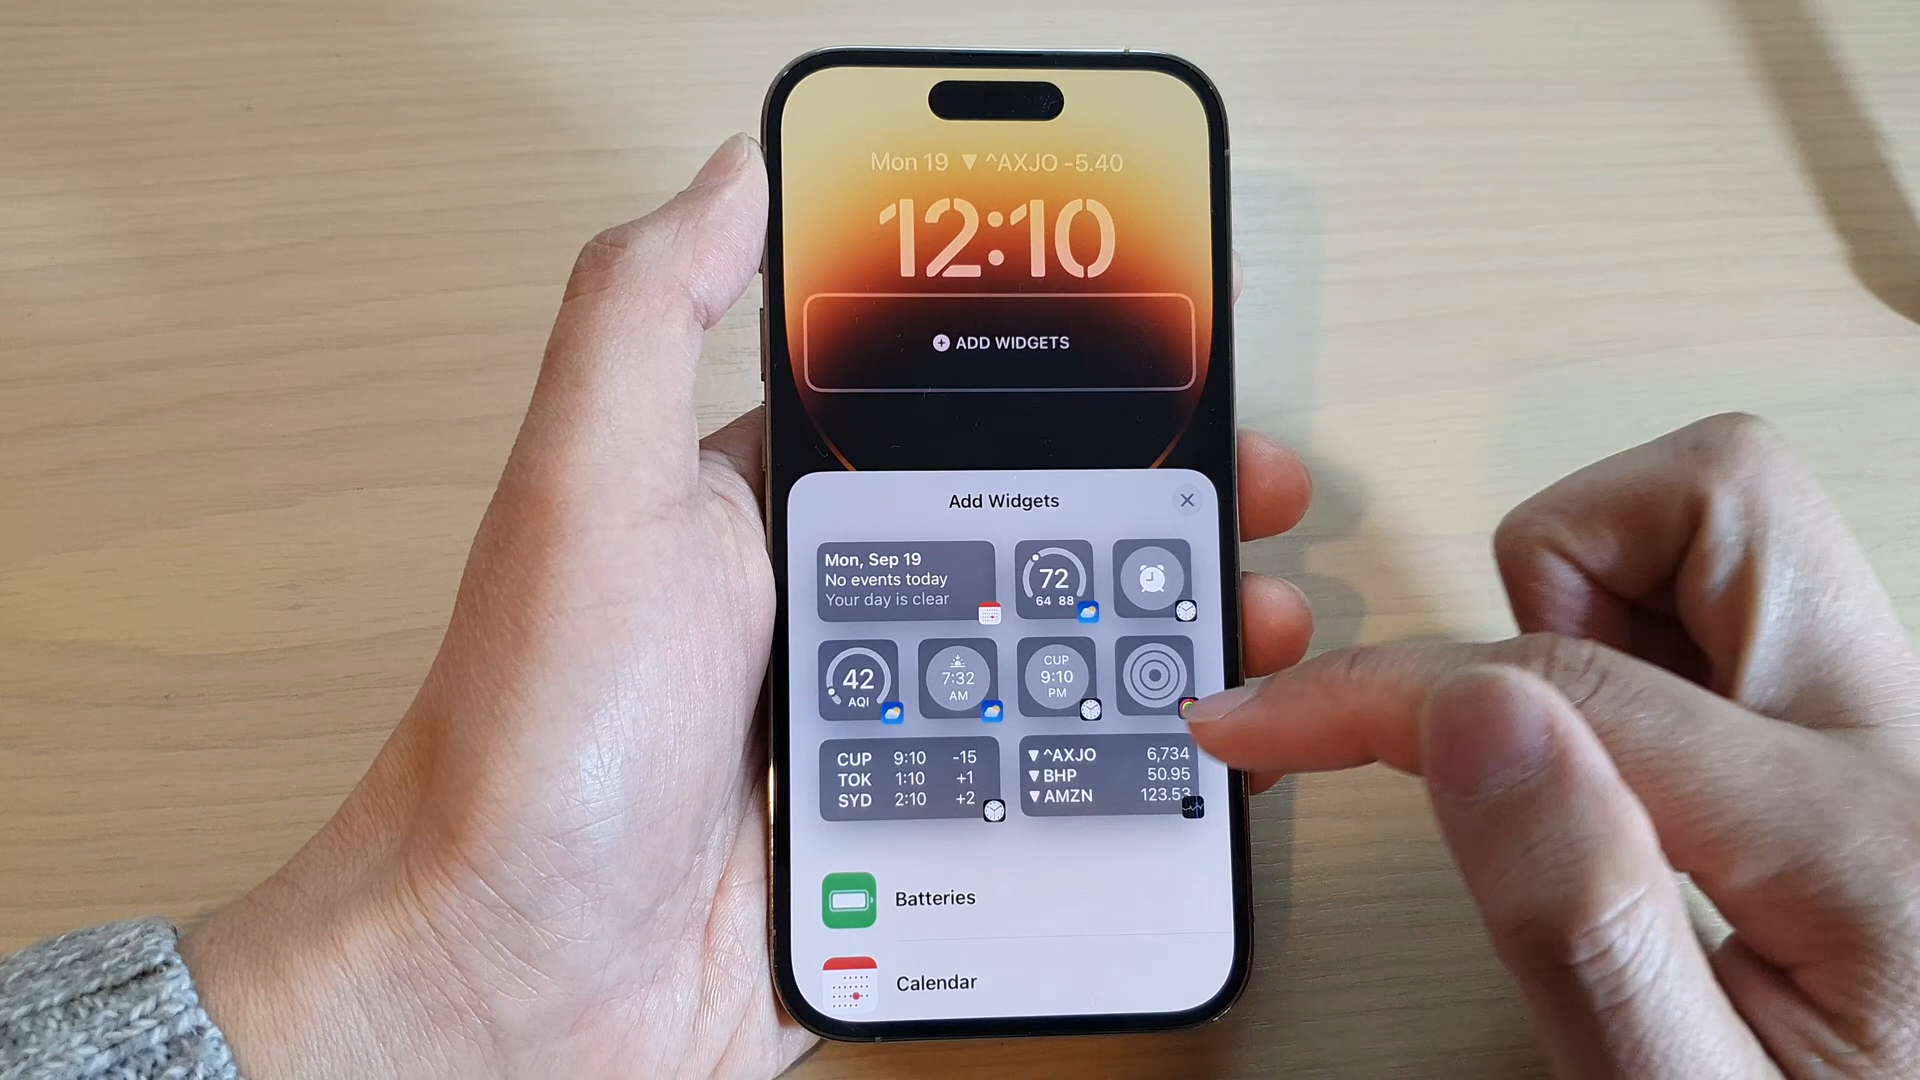 Mon 19 ▼ ^AXJO -5.40
12:10
ADD WIDGETS
Add Widgets
Mon, Sep 19
No events today
Your day is clear
72
64 88
42
AQI
7:32
AM
CUP
9:10
PM
CUP 9:10 -15
TOK 1:10 +1
SYD 2:10 +2
▼ ^AXJO 6,734
▼ BHP 50.95
▼ AMZN 123.53
Batteries
Calendar